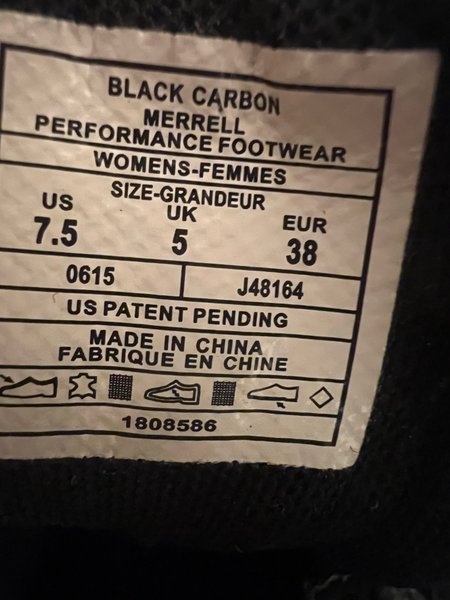 BLACK CARBON
MERRELL
PERFORMANCE FOOTWEAR
WOMENS-FEMMES
SIZE-GRANDEUR
US UK EUR
7.5 5 38
0615 J48164
US PATENT PENDING
MADE IN CHINA
FABRIQUE EN CHINE
1808586